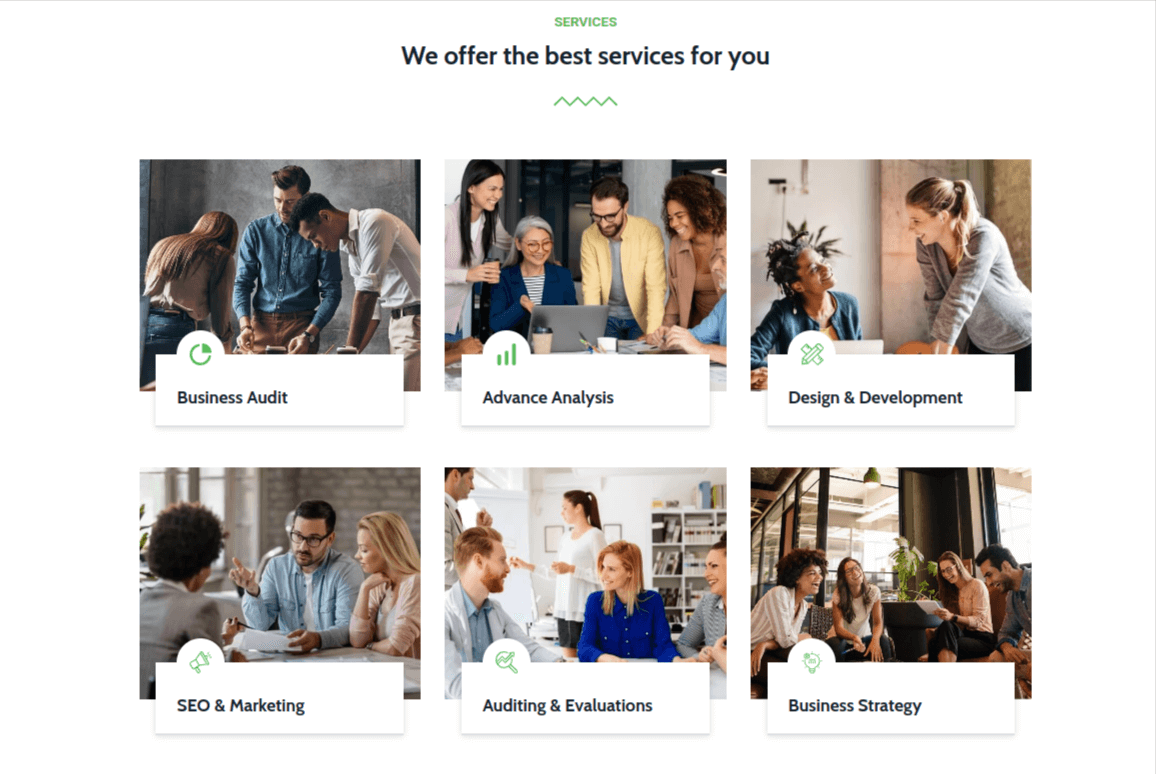 SERVICES
We offer the best services for you
Business Audit
Advance Analysis
Design & Development
SEO & Marketing
Auditing & Evaluations
Business Strategy